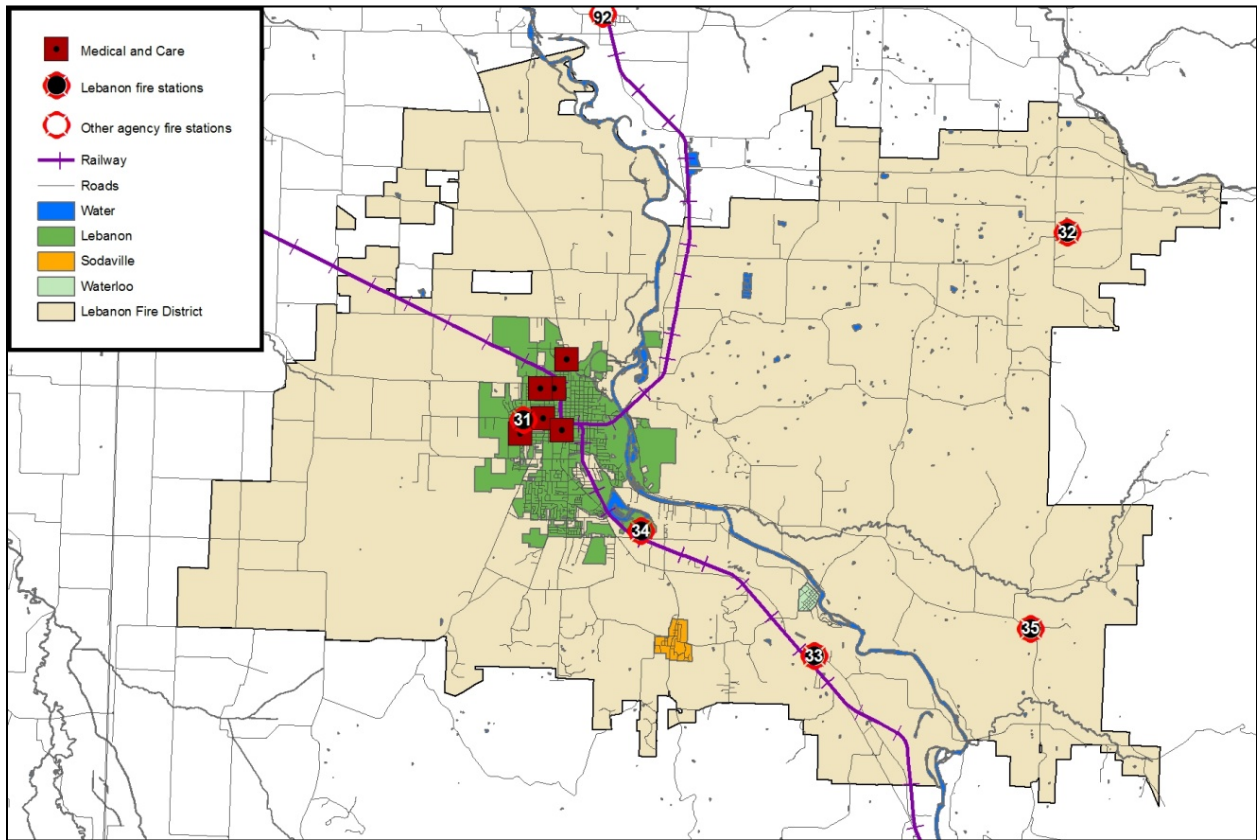 Medical and Care
Lebanon fire stations
Other agency fire stations
Railway
Roads
Water
Lebanon
Sodaville
Waterloo
Lebanon Fire District
92
32
31
34
35
33